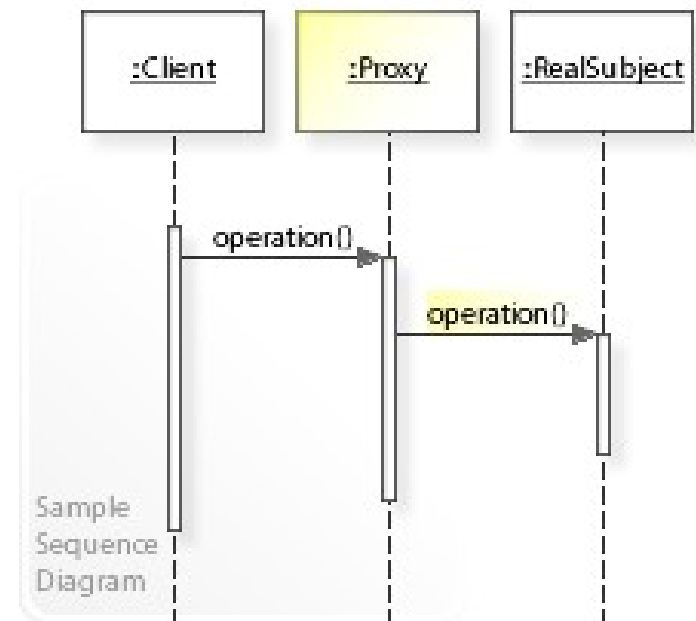 :Client
:Proxy
:RealSubject
operation()
operation()
Sample
Sequence
Diagram